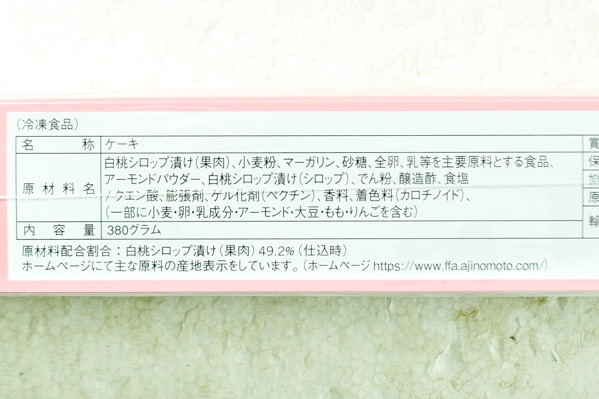 (冷凍食品)
名 称 ケーキ
原材料名 白桃シロップ漬け(果肉)、小麦粉、マーガリン、砂糖、全卵、乳等を主要原料とする食品、
アーモンドパウダー、白桃シロップ漬け(シロップ)、でん粉、醸造酢、食塩
/クエン酸、膨張剤、ゲル化剤(ペクチン)、香料、着色料(カロチノイド)、
(一部に小麦・卵・乳成分・アーモンド・大豆・もも・りんごを含む)
内 容 量 380グラム
原材料配合割合:白桃シロップ漬け(果肉)49.2%(仕込時)
ホームページにて主な原料の産地表示をしています。(ホームページhttps://www.ffa.ajinomoto.com/)
賞
保
加
原
輸